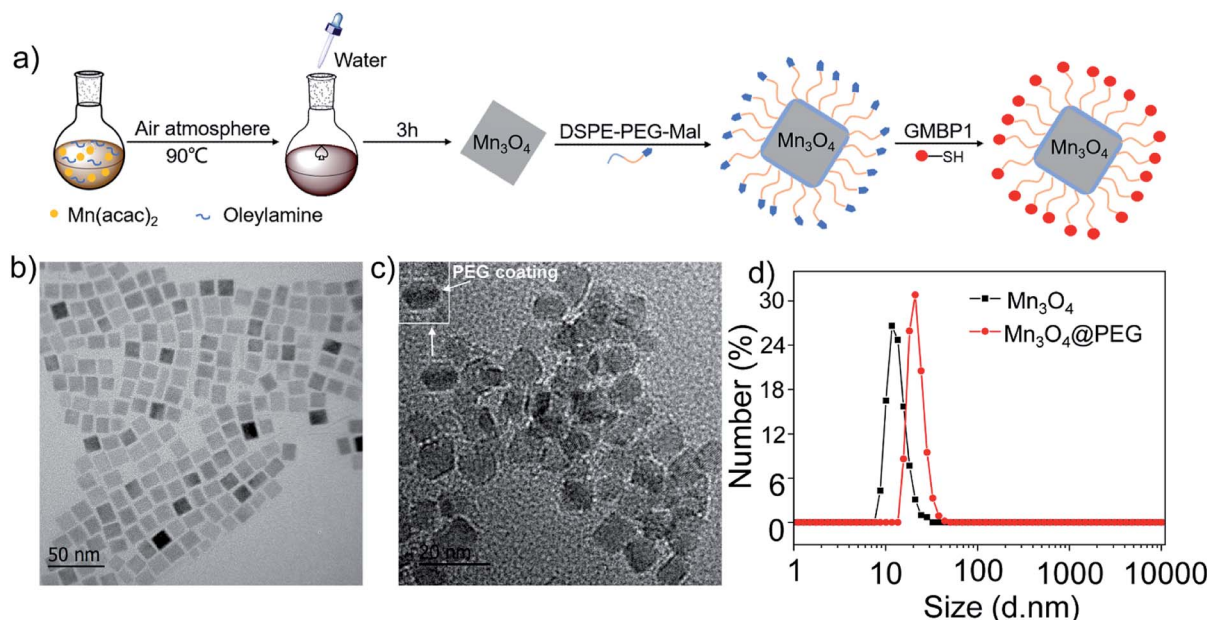 a)
Water
Air atmosphere
90℃
3h
Mn₃O₄
DSPE-PEG-Mal
Mn₃O₄
GMBP1
SH
Mn₃O₄
Mn(acac)₂
Oleylamine
b)
50 nm
c)
PEG coating
20 nm
d)
Number (%)
30
24
18
12
6
0
Mn₃O₄
Mn₃O₄@PEG
1
10
100
1000
10000
Size (d.nm)